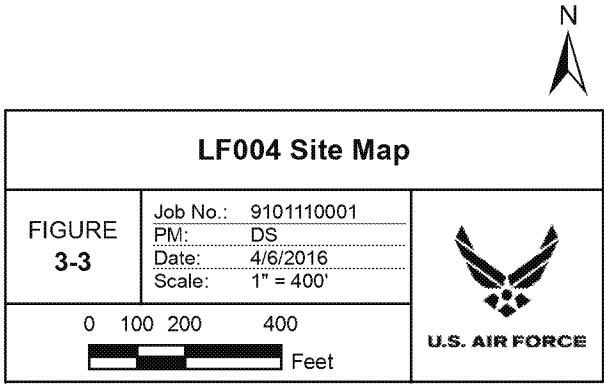 N
LF004 Site Map
FIGURE
3-3
Job No.: 9101110001
PM: DS
Date: 4/6/2016
Scale: 1" = 400'
0 100 200 400
Feet
U.S. AIR FORCE